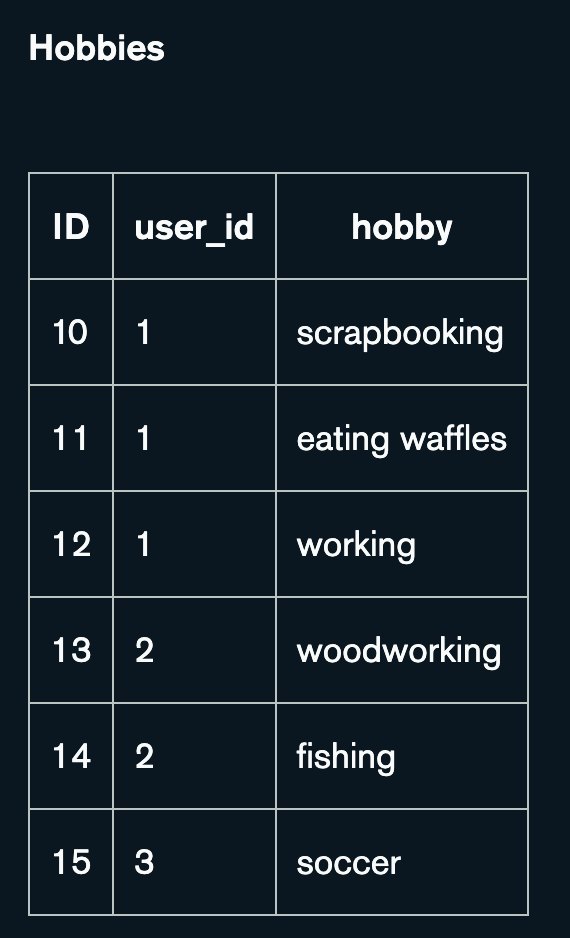 Hobbies
ID user_id hobby
10 1 scrapbooking
11 1 eating waffles
12 1 working
13 2 woodworking
14 2 fishing
15 3 soccer